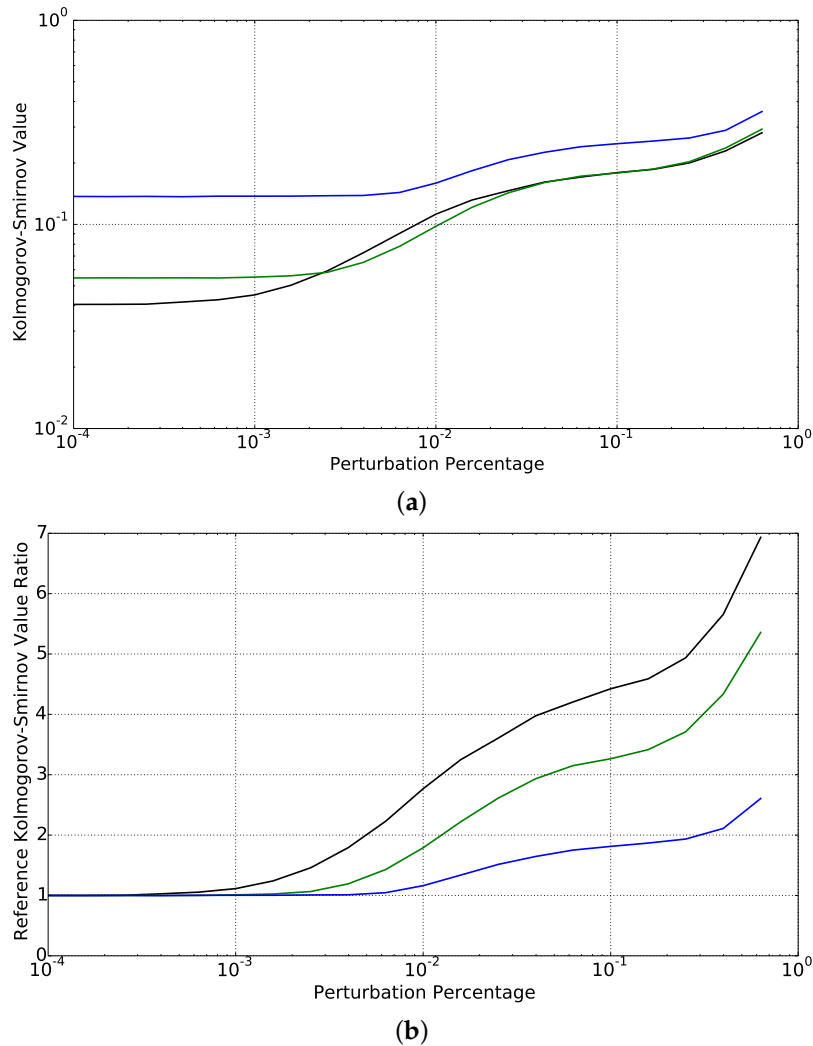 10^0
Kolmogorov-Smirnov Value
10^-1
10^-2
10^-4 10^-3 10^-2 10^-1 10^0
Perturbation Percentage
(a)
7
6
5
4
3
2
1
0
Reference Kolmogorov-Smirnov Value Ratio
10^-4 10^-3 10^-2 10^-1 10^0
Perturbation Percentage
(b)